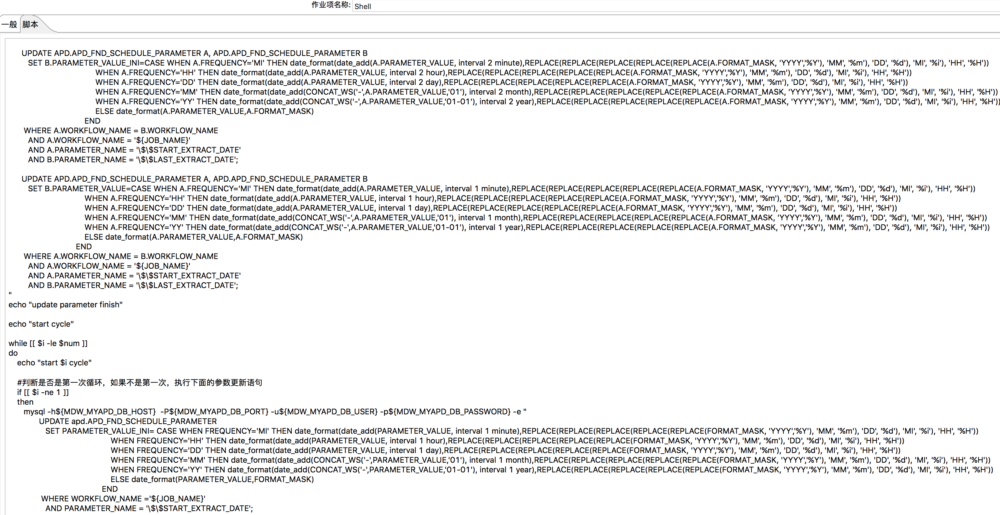 作业项名称: Shell
一般 脚本
UPDATE APD.APD_FND_SCHEDULE_PARAMETER A, APD.APD_FND_SCHEDULE_PARAMETER B
SET B.PARAMETER_VALUE_INI=CASE WHEN A.FREQUENCY='MI' THEN date_format(date_add(A.PARAMETER_VALUE, interval 2 minute),REPLACE(REPLACE(REPLACE(REPLACE(REPLACE(A.FORMAT_MASK, 'YYYY','%Y'), 'MM', '%m'), 'DD', '%d'), 'MI', '%i'), 'HH', '%H'))
WHEN A.FREQUENCY='HH' THEN date_format(date_add(A.PARAMETER_VALUE, interval 2 hour),REPLACE(REPLACE(REPLACE(REPLACE(REPLACE(A.FORMAT_MASK, 'YYYY','%Y'), 'MM', '%m'), 'DD', '%d'), 'MI', '%i'), 'HH', '%H'))
WHEN A.FREQUENCY='DD' THEN date_format(date_add(A.PARAMETER_VALUE, interval 2 day),REPLACE(REPLACE(REPLACE(REPLACE(REPLACE(A.FORMAT_MASK, 'YYYY','%Y'), 'MM', '%m'), 'DD', '%d'), 'MI', '%i'), 'HH', '%H'))
WHEN A.FREQUENCY='MM' THEN date_format(date_add(CONCAT_WS('-',A.PARAMETER_VALUE,'01'), interval 2 month),REPLACE(REPLACE(REPLACE(REPLACE(REPLACE(A.FORMAT_MASK, 'YYYY','%Y'), 'MM', '%m'), 'DD', '%d'), 'MI', '%i'), 'HH', '%H'))
WHEN A.FREQUENCY='YY' THEN date_format(date_add(CONCAT_WS('-',A.PARAMETER_VALUE,'01-01'), interval 2 year),REPLACE(REPLACE(REPLACE(REPLACE(REPLACE(A.FORMAT_MASK, 'YYYY','%Y'), 'MM', '%m'), 'DD', '%d'), 'MI', '%i'), 'HH', '%H'))
ELSE date_format(A.PARAMETER_VALUE,A.FORMAT_MASK)
END
WHERE A.WORKFLOW_NAME = B.WORKFLOW_NAME
AND A.WORKFLOW_NAME = '${JOB_NAME}'
AND A.PARAMETER_NAME = '\$\$START_EXTRACT_DATE'
AND B.PARAMETER_NAME = '\$\$LAST_EXTRACT_DATE';
UPDATE APD.APD_FND_SCHEDULE_PARAMETER A, APD.APD_FND_SCHEDULE_PARAMETER B
SET B.PARAMETER_VALUE=CASE WHEN A.FREQUENCY='MI' THEN date_format(date_add(A.PARAMETER_VALUE, interval 1 minute),REPLACE(REPLACE(REPLACE(REPLACE(REPLACE(A.FORMAT_MASK, 'YYYY','%Y'), 'MM', '%m'), 'DD', '%d'), 'MI', '%i'), 'HH', '%H'))
WHEN A.FREQUENCY='HH' THEN date_format(date_add(A.PARAMETER_VALUE, interval 1 hour),REPLACE(REPLACE(REPLACE(REPLACE(REPLACE(A.FORMAT_MASK, 'YYYY','%Y'), 'MM', '%m'), 'DD', '%d'), 'MI', '%i'), 'HH', '%H'))
WHEN A.FREQUENCY='DD' THEN date_format(date_add(A.PARAMETER_VALUE, interval 1 day),REPLACE(REPLACE(REPLACE(REPLACE(REPLACE(A.FORMAT_MASK, 'YYYY','%Y'), 'MM', '%m'), 'DD', '%d'), 'MI', '%i'), 'HH', '%H'))
WHEN A.FREQUENCY='MM' THEN date_format(date_add(CONCAT_WS('-',A.PARAMETER_VALUE,'01'), interval 1 month),REPLACE(REPLACE(REPLACE(REPLACE(REPLACE(A.FORMAT_MASK, 'YYYY','%Y'), 'MM', '%m'), 'DD', '%d'), 'MI', '%i'), 'HH', '%H'))
WHEN A.FREQUENCY='YY' THEN date_format(date_add(CONCAT_WS('-',A.PARAMETER_VALUE,'01-01'), interval 1 year),REPLACE(REPLACE(REPLACE(REPLACE(REPLACE(A.FORMAT_MASK, 'YYYY','%Y'), 'MM', '%m'), 'DD', '%d'), 'MI', '%i'), 'HH', '%H'))
ELSE date_format(A.PARAMETER_VALUE,A.FORMAT_MASK)
END
WHERE A.WORKFLOW_NAME = B.WORKFLOW_NAME
AND A.WORKFLOW_NAME = '${JOB_NAME}'
AND A.PARAMETER_NAME = '\$\$START_EXTRACT_DATE'
AND B.PARAMETER_NAME = '\$\$LAST_EXTRACT_DATE';
"
echo "update parameter finish"
echo "start cycle"
while [[ $i -le $num ]]
do
echo "start $i cycle"
#判断是否是第一次循环，如果不是第一次，执行下面的参数更新语句
if [[ $i -ne 1 ]]
then
mysql -h${MDW_MYAPD_DB_HOST}  -P${MDW_MYAPD_DB_PORT} -u${MDW_MYAPD_DB_USER} -p${MDW_MYAPD_DB_PASSWORD} -e "
UPDATE apd.APD_FND_SCHEDULE_PARAMETER
SET PARAMETER_VALUE_INI= CASE WHEN FREQUENCY='MI' THEN date_format(date_add(PARAMETER_VALUE, interval 1 minute),REPLACE(REPLACE(REPLACE(REPLACE(REPLACE(FORMAT_MASK, 'YYYY','%Y'), 'MM', '%m'), 'DD', '%d'), 'MI', '%i'), 'HH', '%H'))
WHEN FREQUENCY='HH' THEN date_format(date_add(PARAMETER_VALUE, interval 1 hour),REPLACE(REPLACE(REPLACE(REPLACE(REPLACE(FORMAT_MASK, 'YYYY','%Y'), 'MM', '%m'), 'DD', '%d'), 'MI', '%i'), 'HH', '%H'))
WHEN FREQUENCY='DD' THEN date_format(date_add(PARAMETER_VALUE, interval 1 day),REPLACE(REPLACE(REPLACE(REPLACE(REPLACE(FORMAT_MASK, 'YYYY','%Y'), 'MM', '%m'), 'DD', '%d'), 'MI', '%i'), 'HH', '%H'))
WHEN FREQUENCY='MM' THEN date_format(date_add(CONCAT_WS('-',PARAMETER_VALUE,'01'), interval 1 month),REPLACE(REPLACE(REPLACE(REPLACE(REPLACE(FORMAT_MASK, 'YYYY','%Y'), 'MM', '%m'), 'DD', '%d'), 'MI', '%i'), 'HH', '%H'))
WHEN FREQUENCY='YY' THEN date_format(date_add(CONCAT_WS('-',PARAMETER_VALUE,'01-01'), interval 1 year),REPLACE(REPLACE(REPLACE(REPLACE(REPLACE(FORMAT_MASK, 'YYYY','%Y'), 'MM', '%m'), 'DD', '%d'), 'MI', '%i'), 'HH', '%H'))
ELSE date_format(PARAMETER_VALUE,FORMAT_MASK)
END
WHERE WORKFLOW_NAME ='${JOB_NAME}'
AND PARAMETER_NAME = '\$\$START_EXTRACT_DATE';